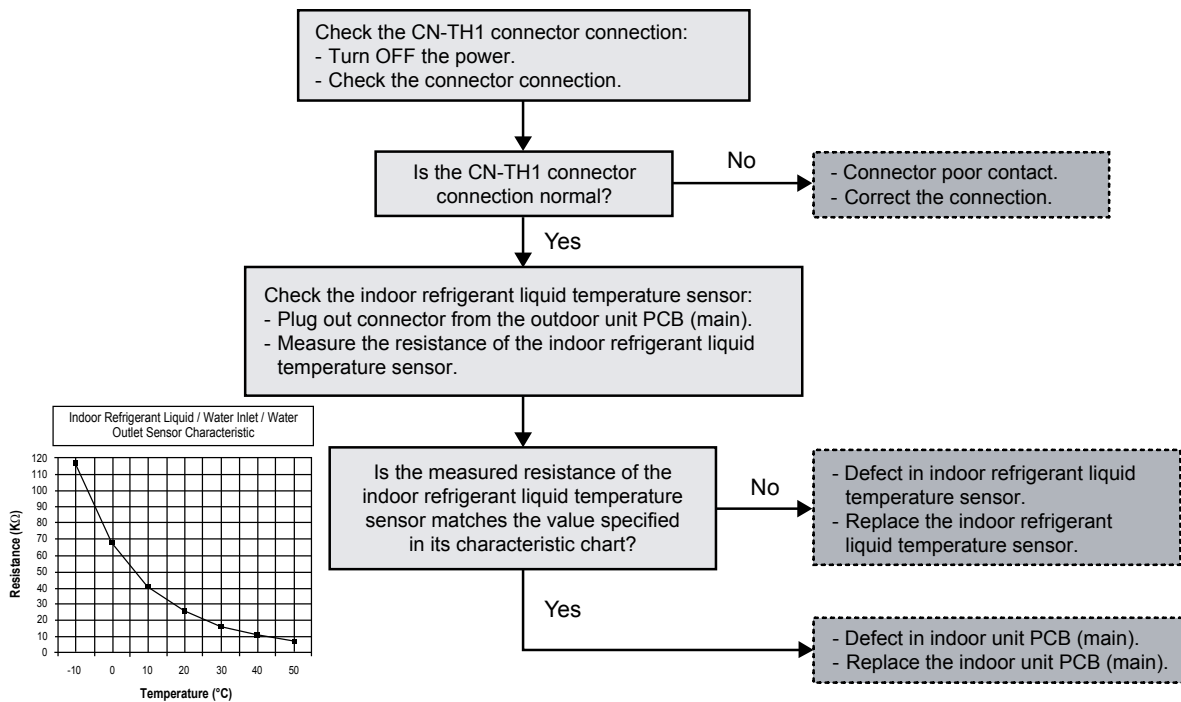 Check the CN-TH1 connector connection:
- Turn OFF the power.
- Check the connector connection.
Is the CN-TH1 connector
connection normal?
No
- Connector poor contact.
- Correct the connection.
Yes
Check the indoor refrigerant liquid temperature sensor:
- Plug out connector from the outdoor unit PCB (main).
- Measure the resistance of the indoor refrigerant liquid
temperature sensor.
Indoor Refrigerant Liquid / Water Inlet / Water
Outlet Sensor Characteristic
Resistance (KΩ)
120
110
100
90
80
70
60
50
40
30
20
10
0
-10 0 10 20 30 40 50
Temperature (°C)
Is the measured resistance of the
indoor refrigerant liquid temperature
sensor matches the value specified
in its characteristic chart?
No
- Defect in indoor refrigerant liquid
temperature sensor.
- Replace the indoor refrigerant
liquid temperature sensor.
Yes
- Defect in indoor unit PCB (main).
- Replace the indoor unit PCB (main).